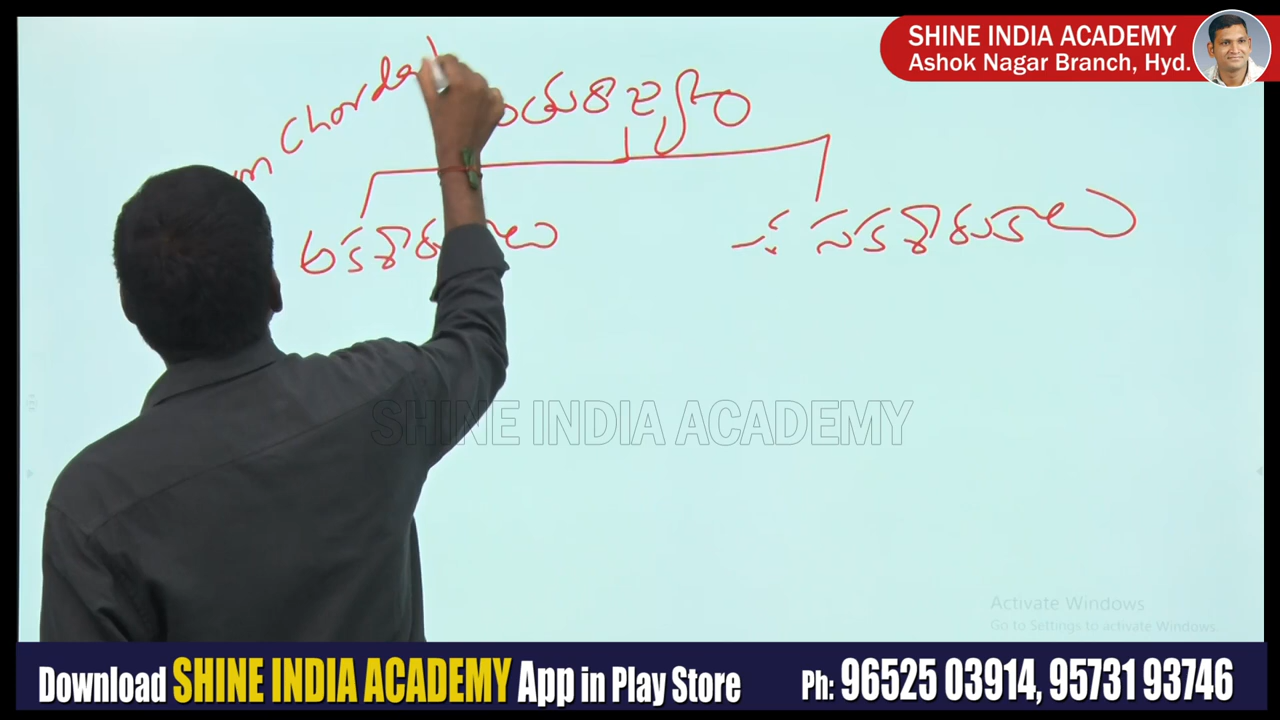 SHINE INDIA ACADEMY
Ashok Nagar Branch, Hyd.
అకశేరుకాలు
సకశేరుకాలు
SHINE INDIA ACADEMY
Activate Windows
Go to Settings to activate Windows.
Download SHINE INDIA ACADEMY App in Play Store Ph: 96525 03914, 95731 93746